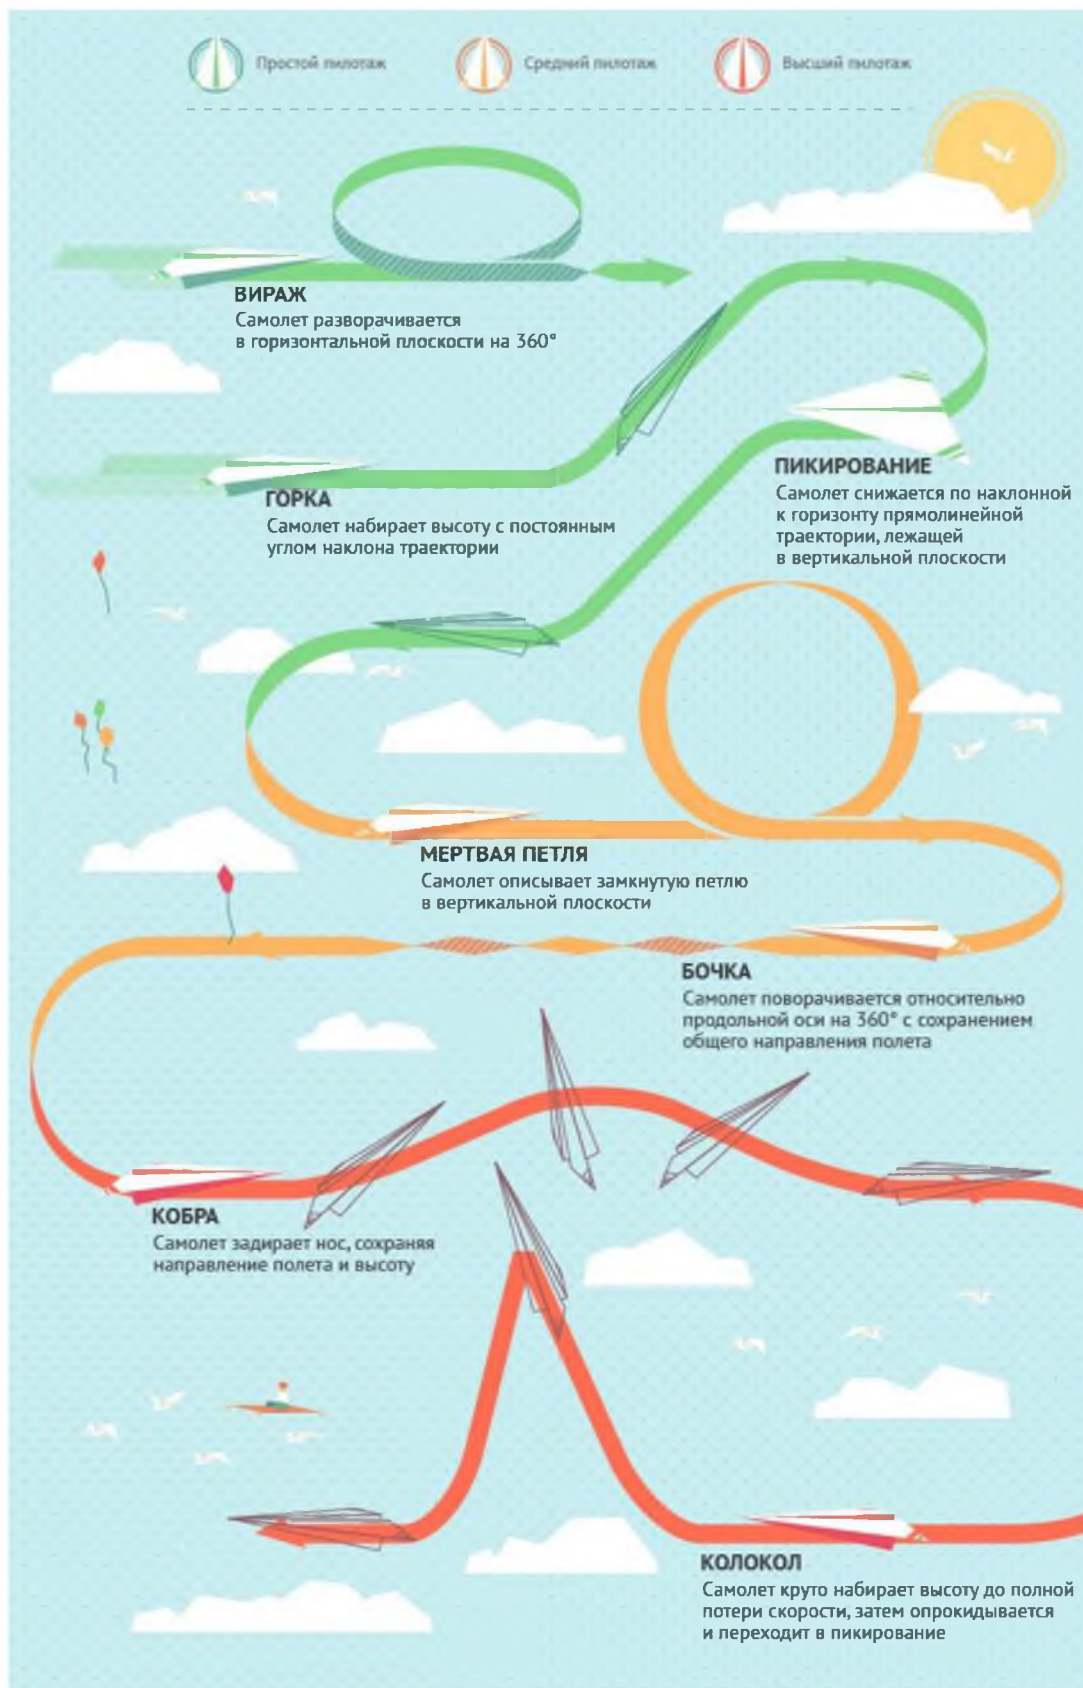 Простой пилотаж
Средний пилотаж
Высший пилотаж
ВИРАЖ
Самолет разворачивается
в горизонтальной плоскости на 360°
ГОРКА
Самолет набирает высоту с постоянным
углом наклона траектории
ПИКИРОВАНИЕ
Самолет снижается по наклонной
к горизонту прямолинейной
траектории, лежащей
в вертикальной плоскости
МЕРТВАЯ ПЕТЛЯ
Самолет описывает замкнутую петлю
в вертикальной плоскости
БОЧКА
Самолет поворачивается относительно
продольной оси на 360° с сохранением
общего направления полета
КОБРА
Самолет задирает нос, сохраняя
направление полета и высоту
КОЛОКОЛ
Самолет круто набирает высоту до полной
потери скорости, затем опрокидывается
и переходит в пикирование